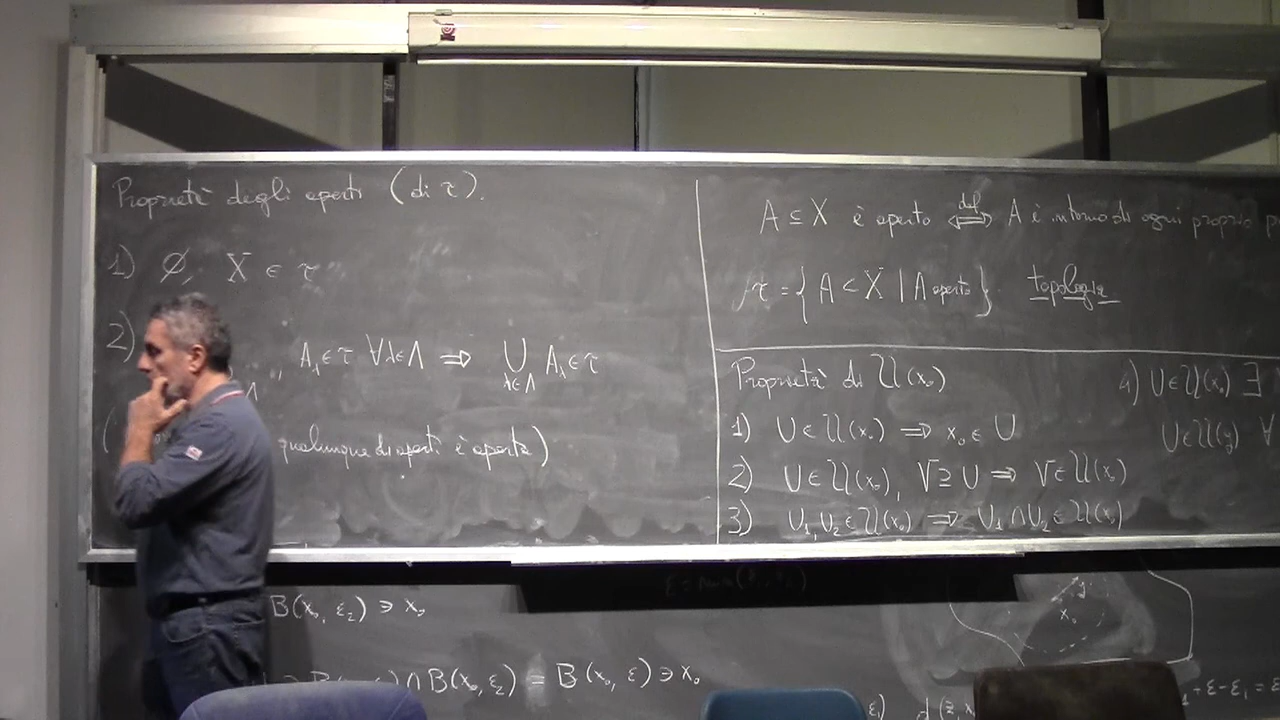 Proprietà degli aperti (di τ).
1) ∅, X ∈ τ
2)
, A_λ ∈ τ ∀λ∈Λ ⇒ ⋃_{λ∈Λ} A_λ ∈ τ
qualunque di aperti è aperta)
A ⊆ X è aperto ⇔ def A è intorno di ogni proprio
τ = { A ⊂ X | A aperto } topologia
Proprietà di U(x₀)
1) U ∈ U(x₀) ⇒ x₀ ∈ U
2) U ∈ U(x₀), V ⊇ U ⇒ V ∈ U(x₀)
3) U₁, U₂ ∈ U(x₀) ⇒ U₁ ∩ U₂ ∈ U(x₀)
4) U ∈ U(x₀) ∃
U ∈ U(y) ∀
B(x₀, ε₂) ∋ x₀
∩ B(x₀, ε₂) = B(x₀, ε) ∋ x₀
x₀